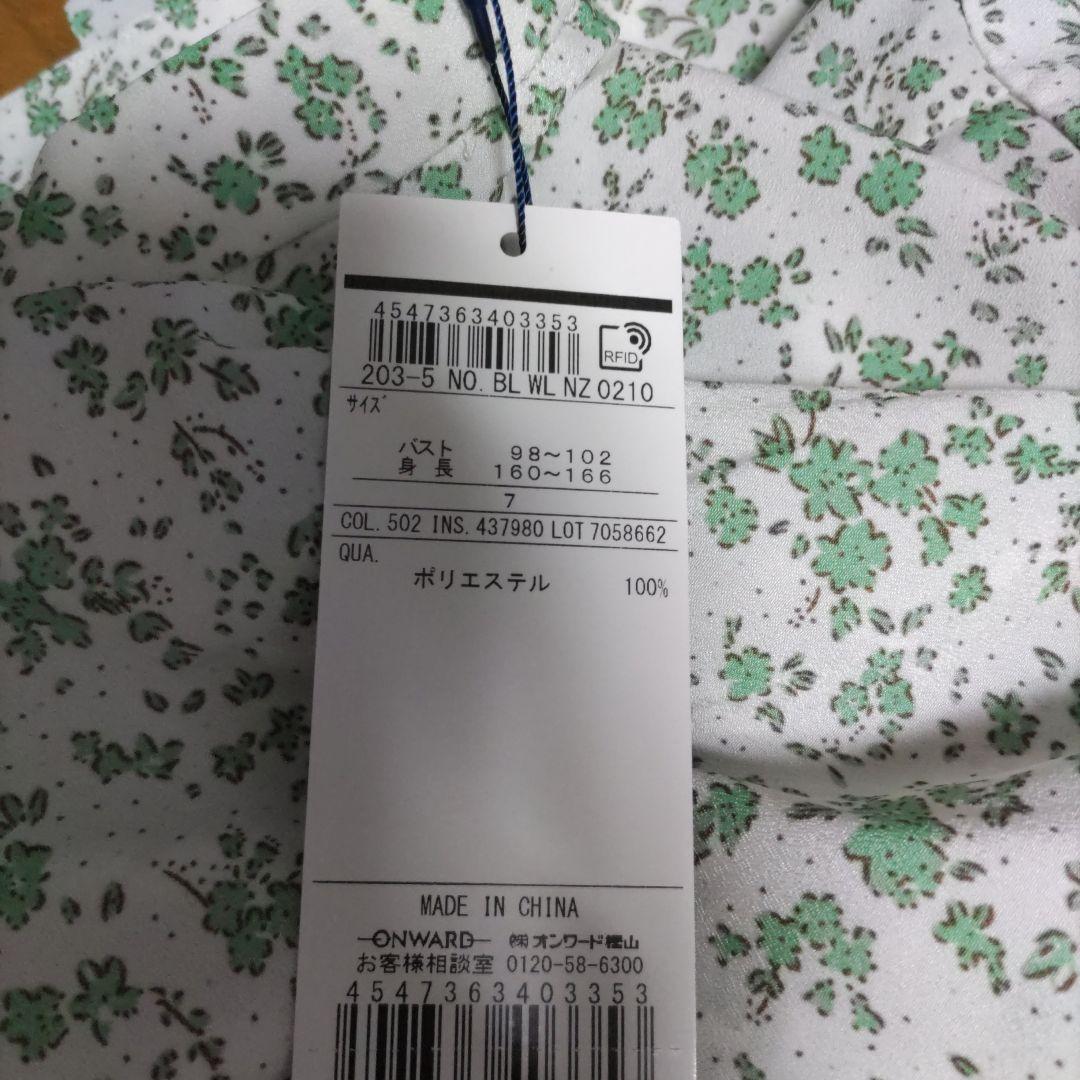 4547363403353
RFID
203-5 NO. BL WL NZ 0210
サイズ
バスト 98～102
身長 160～166
7
COL. 502 INS. 437980 LOT 7058662
QUA.
ポリエステル 100%
MADE IN CHINA
ONWARD ㈱オンワード樫山
お客様相談室 0120-58-6300
4547363403353